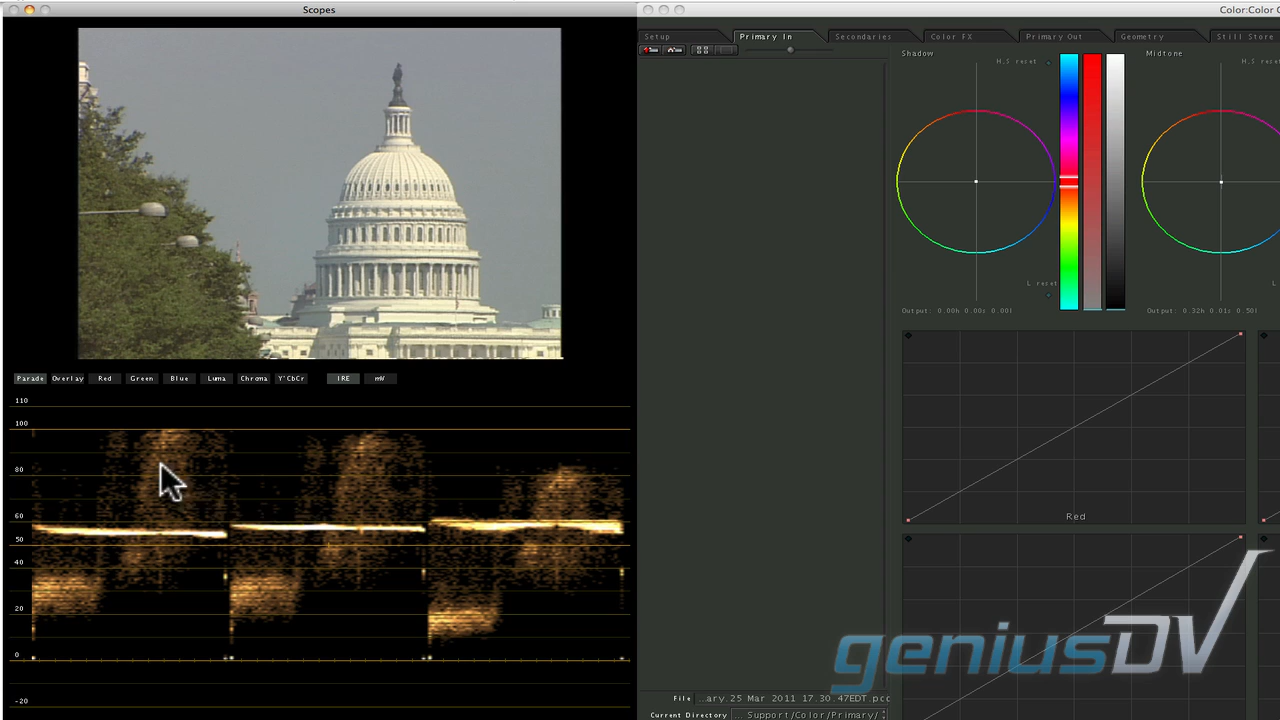 Scopes
Color:Color C
Setup
Primary In
Secondaries
Color FX
Primary Out
Geometry
Still Store
Shadow
H,S reset
Midtone
H,S reset
L reset
L
Output: 0.00h 0.00s 0.00l
Output: 0.32h 0.01s 0.50l
Parade
Overlay
Red
Green
Blue
Luma
Chroma
Y'CbCr
IRE
mV
110
100
80
60
50
40
20
0
-20
Red
geniusDV
File ...ary.25 Mar 2011 17.30.47EDT.pcc
Current Directory ... Support/Color/Primary/